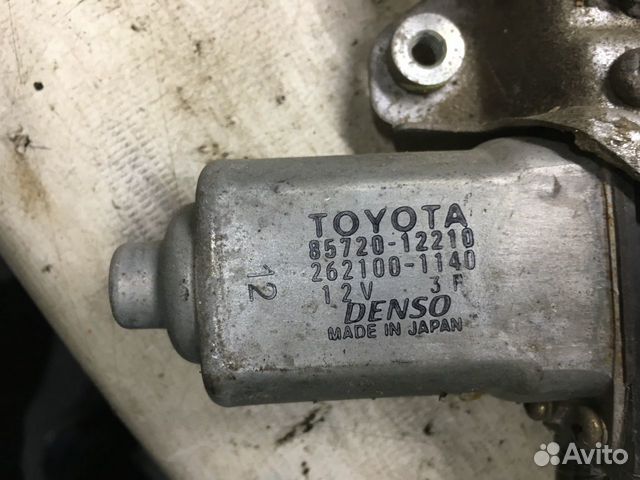 TOYOTA
85720-12210
262100-1140
12V 3F
DENSO
MADE IN JAPAN
12
Avito